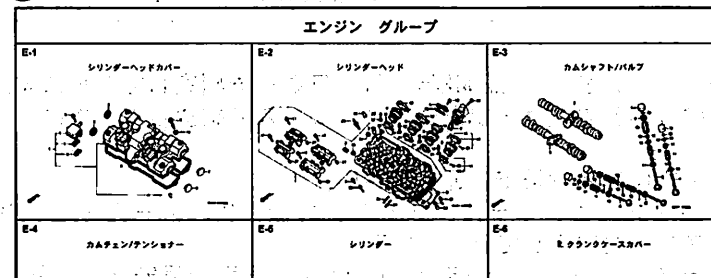 エンジン グループ
E-1
シリンダーヘッドカバー
E-2
シリンダーヘッド
E-3
カムシャフト/バルブ
E-4
カムチェン/テンショナー
E-5
シリンダー
E-6
R. クランクケースカバー